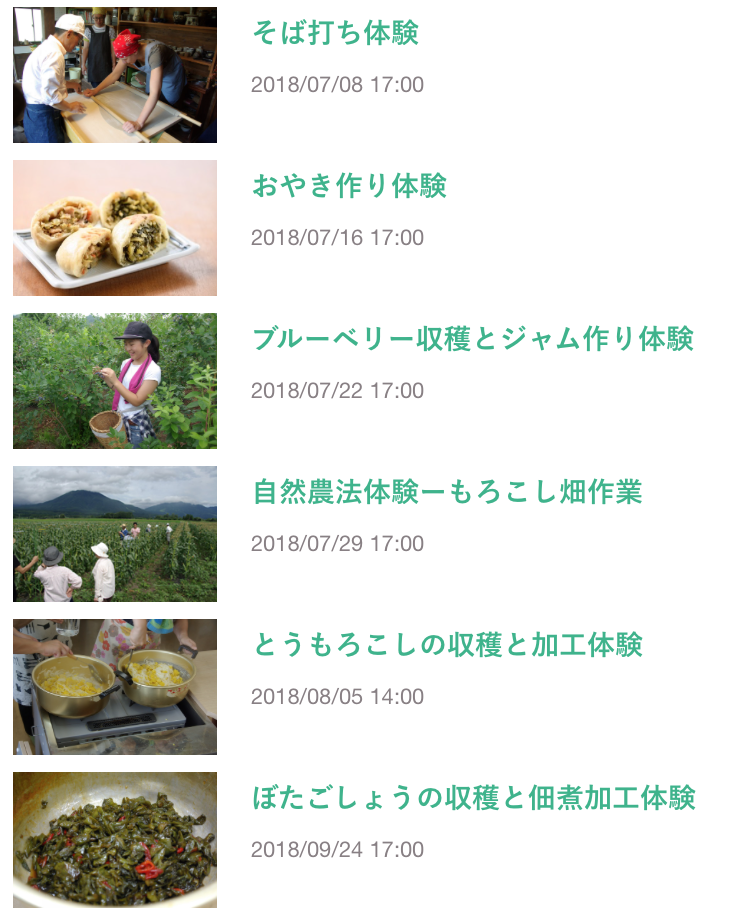 そば打ち体験
2018/07/08 17:00
おやき作り体験
2018/07/16 17:00
ブルーベリー収穫とジャム作り体験
2018/07/22 17:00
自然農法体験ーもろこし畑作業
2018/07/29 17:00
とうもろこしの収穫と加工体験
2018/08/05 14:00
ぼたごしょうの収穫と佃煮加工体験
2018/09/24 17:00